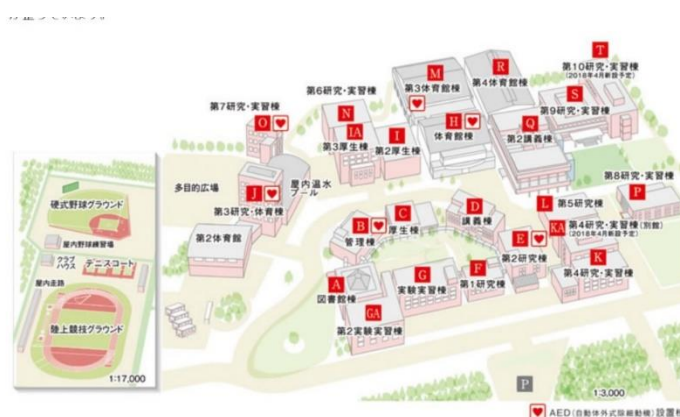 T
第10研究・実習棟
(2018年4月新設予定)
M
第3体育館棟
R
第4体育館棟
S
第9研究・実習棟
第6研究・実習棟
N
第7研究・実習棟
O
IA
第3厚生棟
I
第2厚生棟
H
体育館棟
Q
第2講義棟
第8研究・実習棟
P
多目的広場
J
第3研究・体育棟
屋内温水
プール
第2体育館
B
管理棟
C
厚生棟
D
講義棟
L
第5研究棟
KA
第4研究・実習棟(別館)
(2018年4月新設予定)
E
第2研究棟
K
第4研究・実習棟
A
図書館棟
G
実験実習棟
F
第1研究棟
GA
第2実験実習棟
硬式野球グラウンド
屋内野球練習場
クラブ
ハウス
テニスコート
屋内走路
陸上競技グラウンド
1:17,000
P
1:3,000
AED(自動体外式除細動機)設置